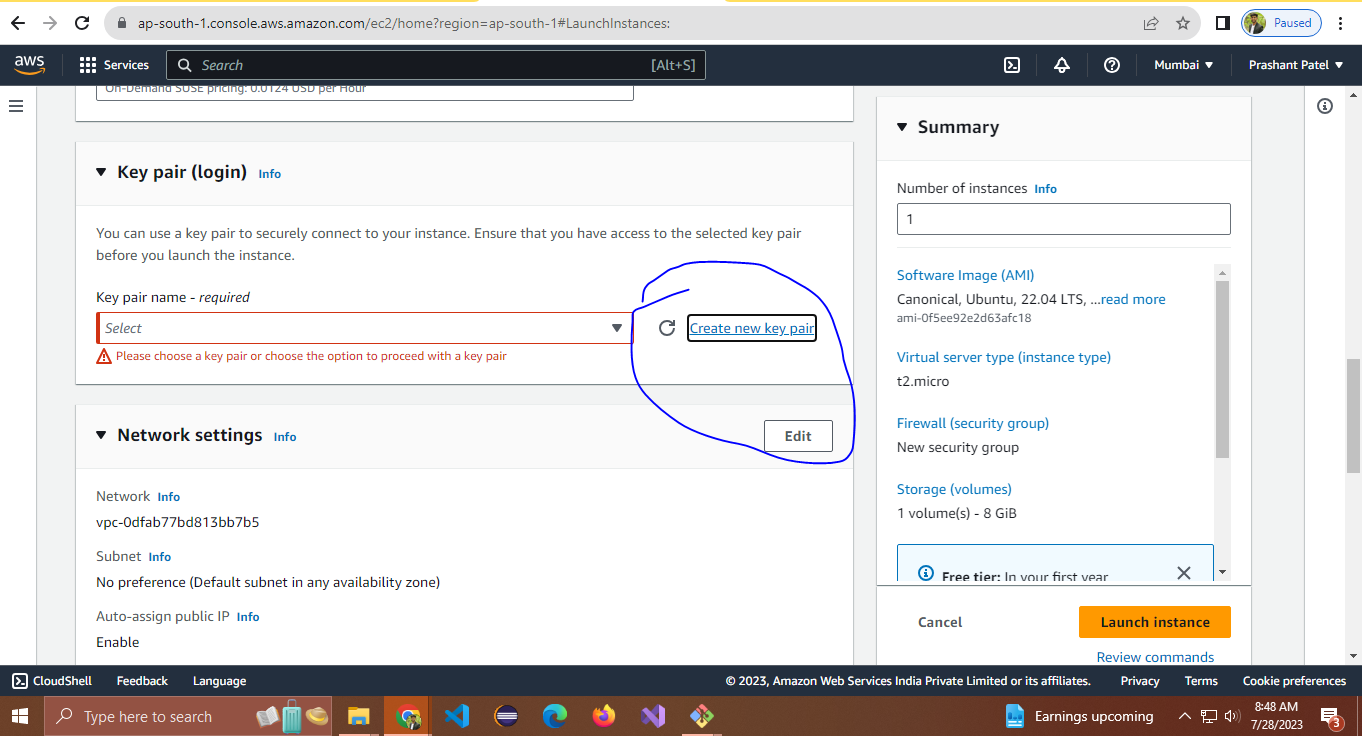 ap-south-1.console.aws.amazon.com/ec2/home?region=ap-south-1#LaunchInstances:
Paused
aws
Services
Search
[Alt+S]
Mumbai
Prashant Patel
On-Demand SUSE pricing: 0.0124 USD per Hour
Key pair (login) Info
You can use a key pair to securely connect to your instance. Ensure that you have access to the selected key pair
before you launch the instance.
Key pair name - required
Select
Create new key pair
Please choose a key pair or choose the option to proceed with a key pair
Network settings Info
Edit
Network Info
vpc-0dfab77bd813bb7b5
Subnet Info
No preference (Default subnet in any availability zone)
Auto-assign public IP Info
Enable
Summary
Number of instances Info
1
Software Image (AMI)
Canonical, Ubuntu, 22.04 LTS, ...read more
ami-0f5ee92e2d63afc18
Virtual server type (instance type)
t2.micro
Firewall (security group)
New security group
Storage (volumes)
1 volume(s) - 8 GiB
Free tier: In your first year
Cancel
Launch instance
Review commands
CloudShell
Feedback
Language
© 2023, Amazon Web Services India Private Limited or its affiliates.
Privacy
Terms
Cookie preferences
Type here to search
Earnings upcoming
8:48 AM
7/28/2023
3